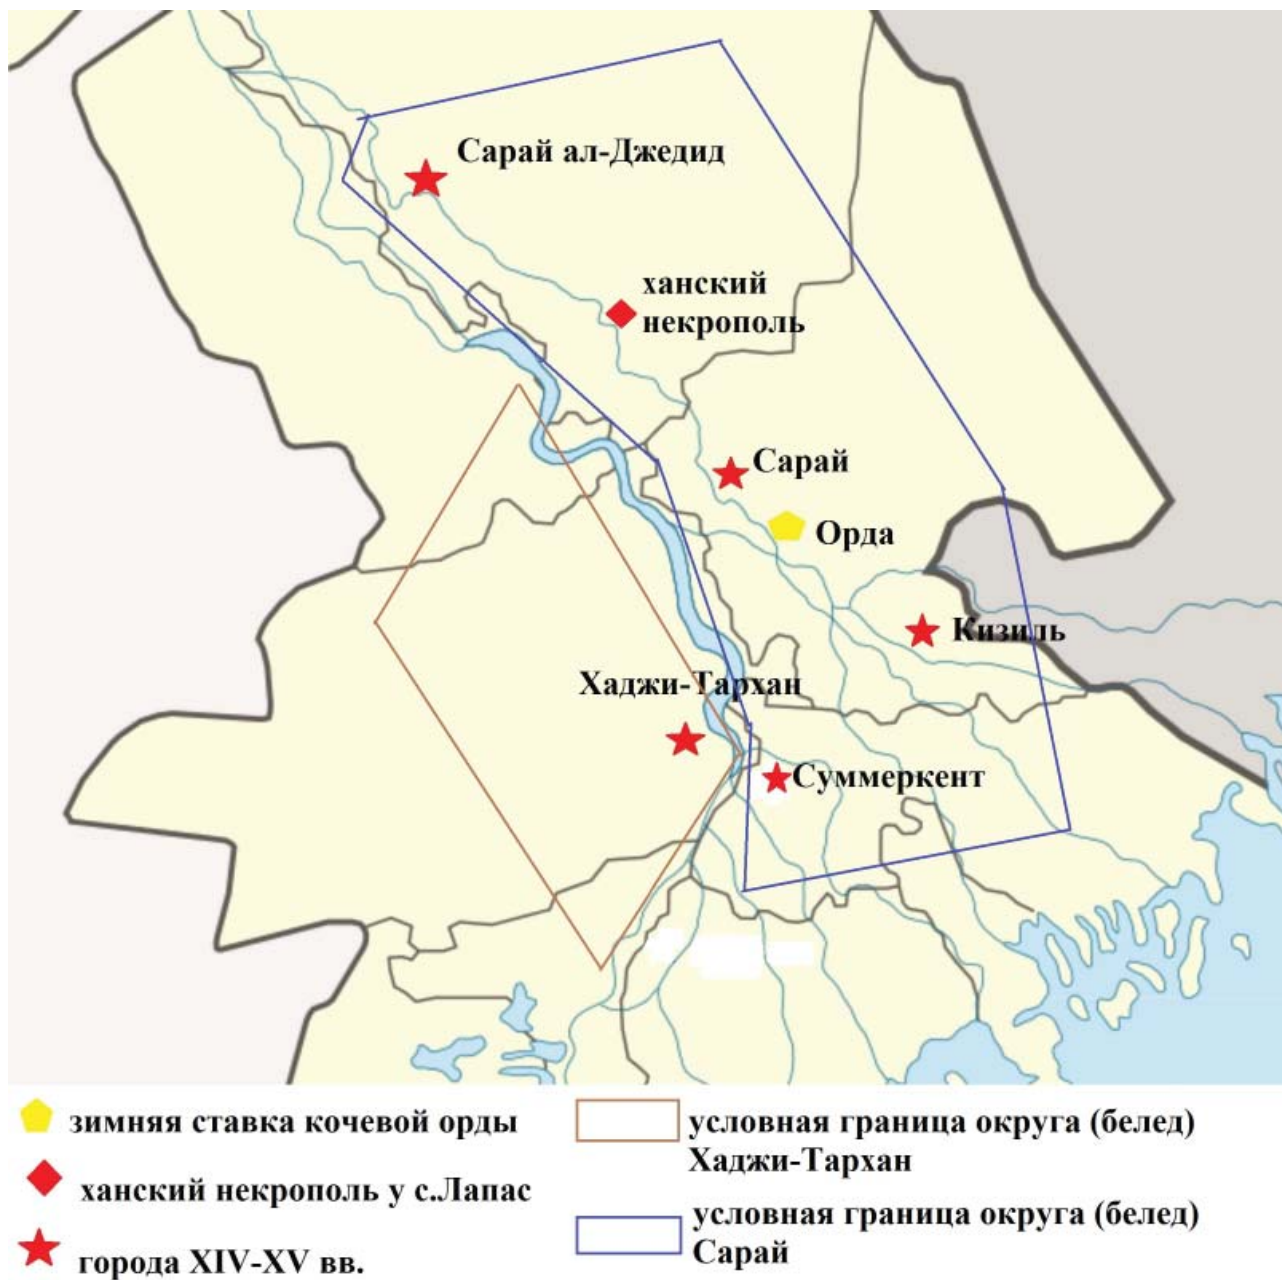 Сарай ал-Джедид
ханский
некрополь
Сарай
Орда
Кизиль
Хаджи-Тархан
Суммеркент
зимняя ставка кочевой орды
ханский некрополь у с.Лапас
города XIV-XV вв.
условная граница округа (белед)
Хаджи-Тархан
условная граница округа (белед)
Сарай